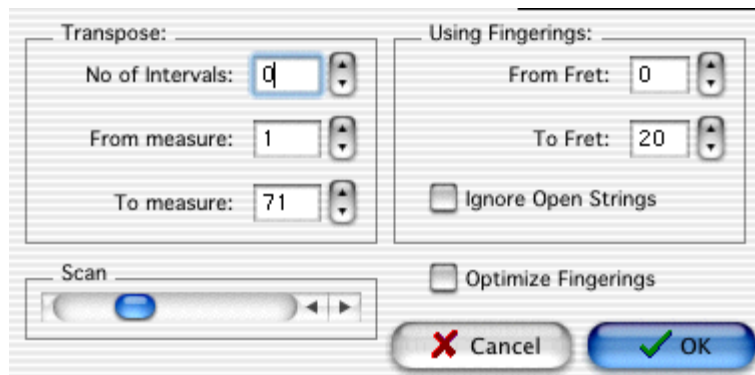 Transpose:
No of Intervals: 0
From measure: 1
To measure: 71
Using Fingerings:
From Fret: 0
To Fret: 20
Ignore Open Strings
Scan
Optimize Fingerings
Cancel
OK